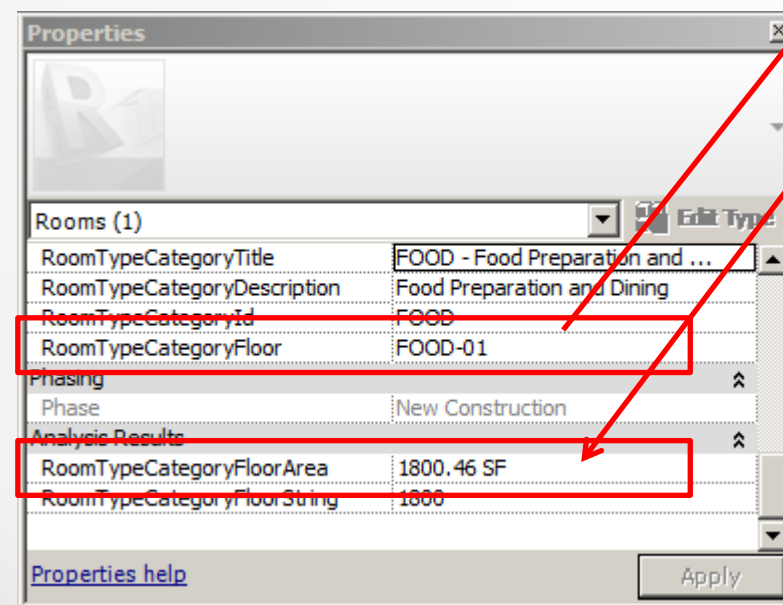 Properties
Rooms (1) Edit Type
RoomTypeCategoryTitle FOOD - Food Preparation and ...
RoomTypeCategoryDescription Food Preparation and Dining
RoomTypeCategoryId FOOD
RoomTypeCategoryFloor FOOD-01
Phasing
Phase New Construction
Analysis Results
RoomTypeCategoryFloorArea 1800.46 SF
RoomTypeCategoryFloorString 1800
Properties help Apply